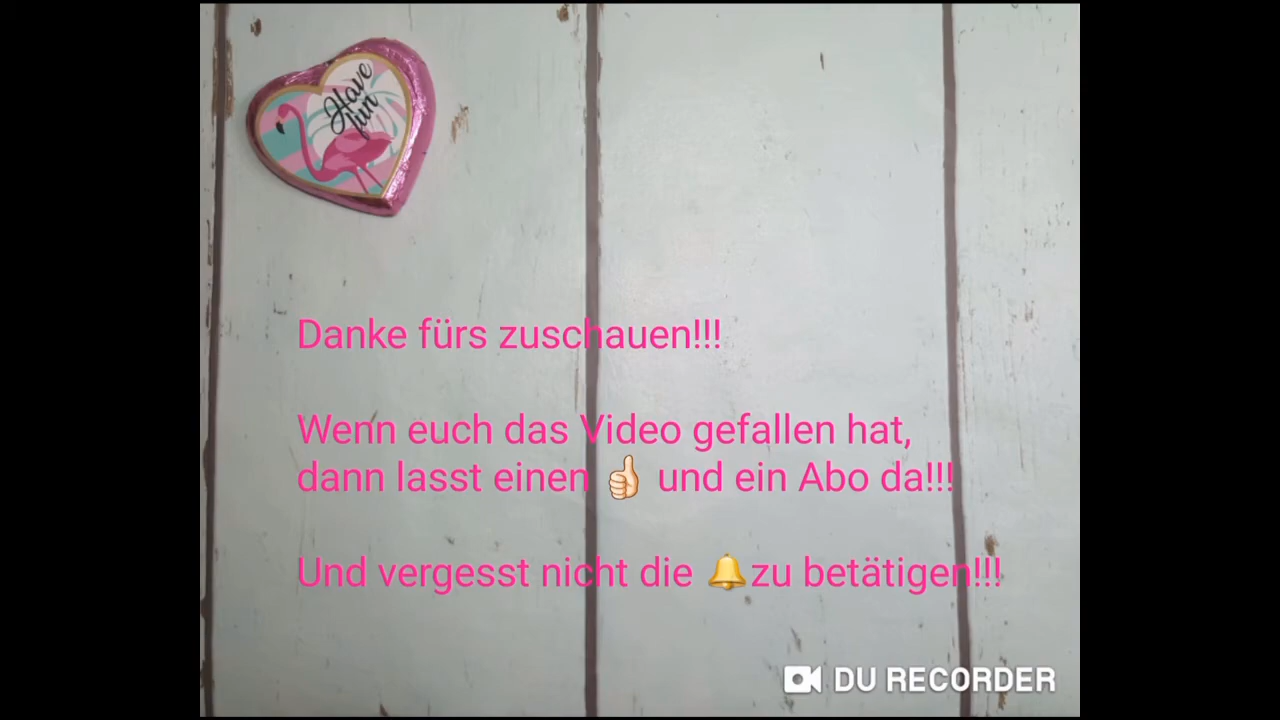 Have
fun
Danke fürs zuschauen!!!
Wenn euch das Video gefallen hat,
dann lasst einen 👍🏻 und ein Abo da!!!
Und vergesst nicht die 🔔zu betätigen!!!
DU RECORDER